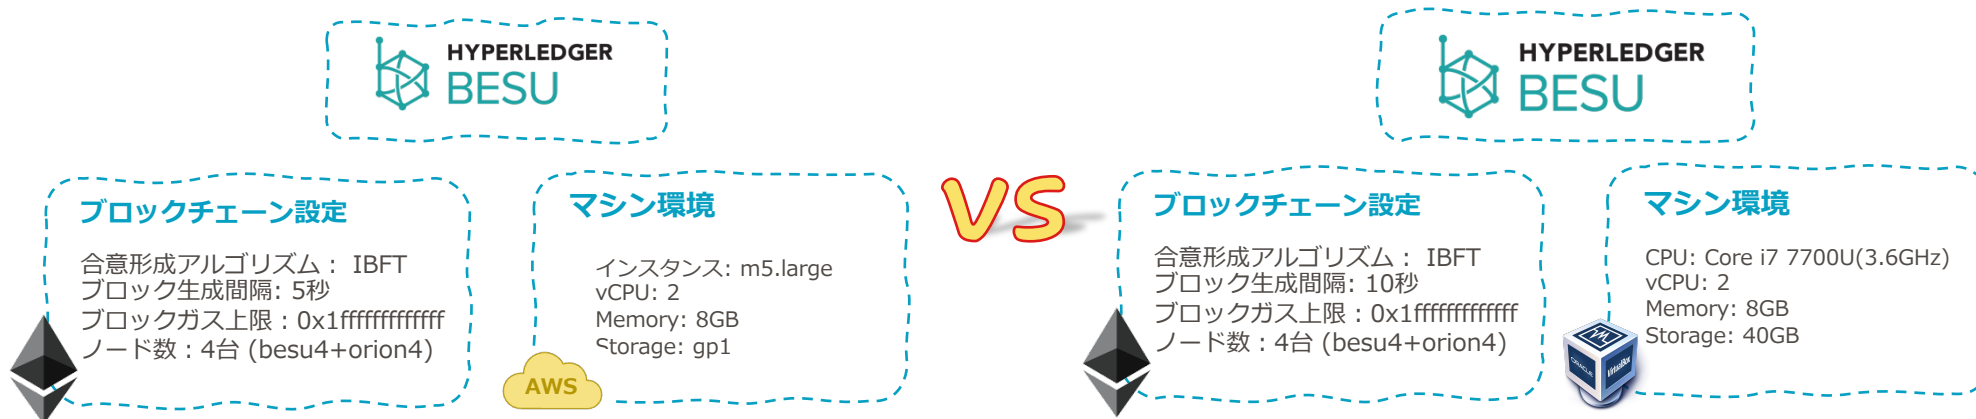 HYPERLEDGER
BESU
ブロックチェーン設定
合意形成アルゴリズム： IBFT
ブロック生成間隔: 5秒
ブロックガス上限：0x1fffffffffffff
ノード数：4台 (besu4+orion4)
マシン環境
インスタンス: m5.large
vCPU: 2
Memory: 8GB
Storage: gp1
AWS
VS
HYPERLEDGER
BESU
ブロックチェーン設定
合意形成アルゴリズム： IBFT
ブロック生成間隔: 10秒
ブロックガス上限：0x1fffffffffffff
ノード数：4台 (besu4+orion4)
マシン環境
CPU: Core i7 7700U(3.6GHz)
vCPU: 2
Memory: 8GB
Storage: 40GB
ORACLE
VirtualBox